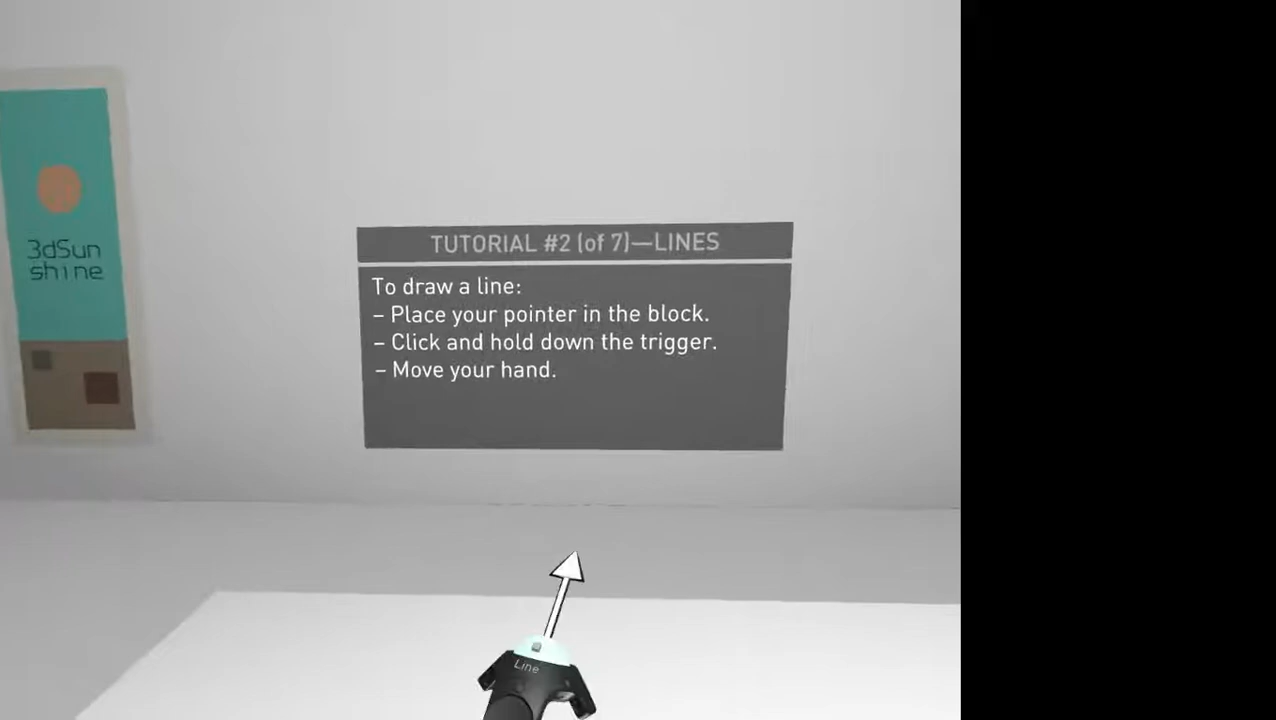 3dSun
shine
TUTORIAL #2 (of 7)—LINES
To draw a line:
– Place your pointer in the block.
– Click and hold down the trigger.
– Move your hand.
Line